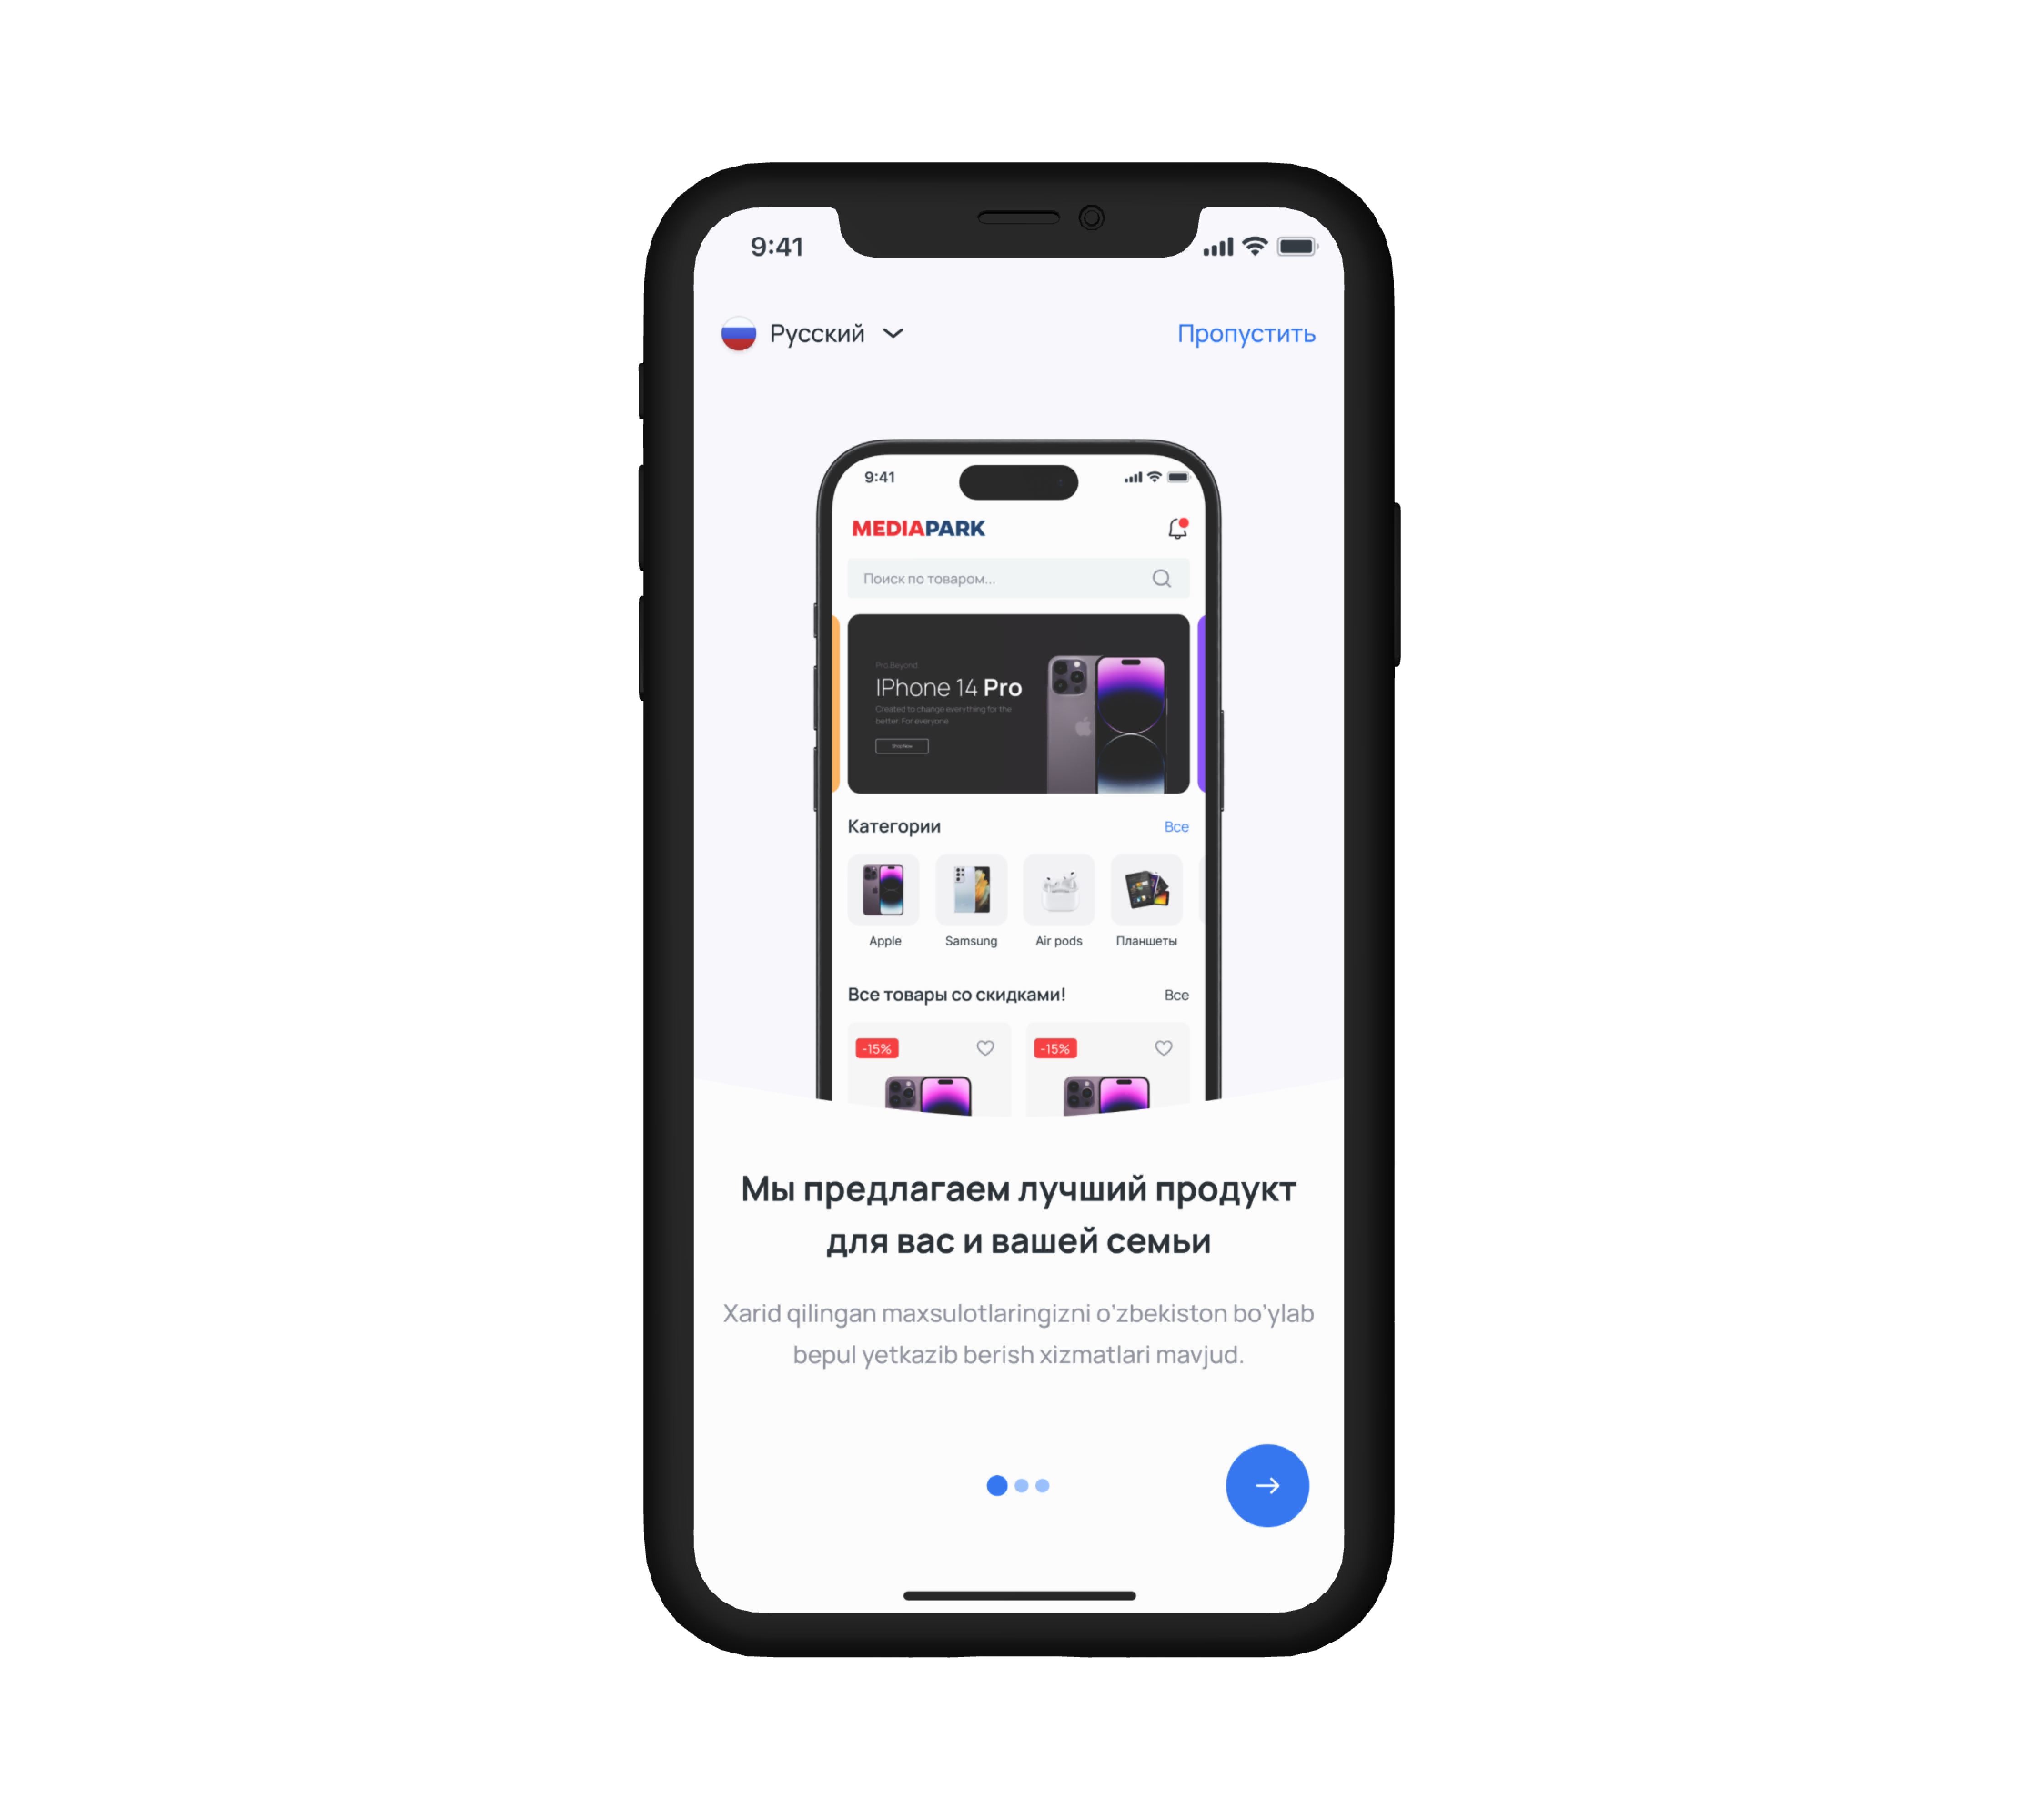 9:41
Русский
Пропустить
9:41
MEDIAPARK
Поиск по товаром...
Pro.Beyond
IPhone 14 Pro
Created to change everything for the
better. For everyone
Shop Now
Категории
Все
Apple
Samsung
Air pods
Планшеты
Все товары со скидками!
Все
-15%
-15%
Мы предлагаем лучший продукт
для вас и вашей семьи
Xarid qilingan maxsulotlaringizni o'zbekiston bo'ylab
bepul yetkazib berish xizmatlari mavjud.